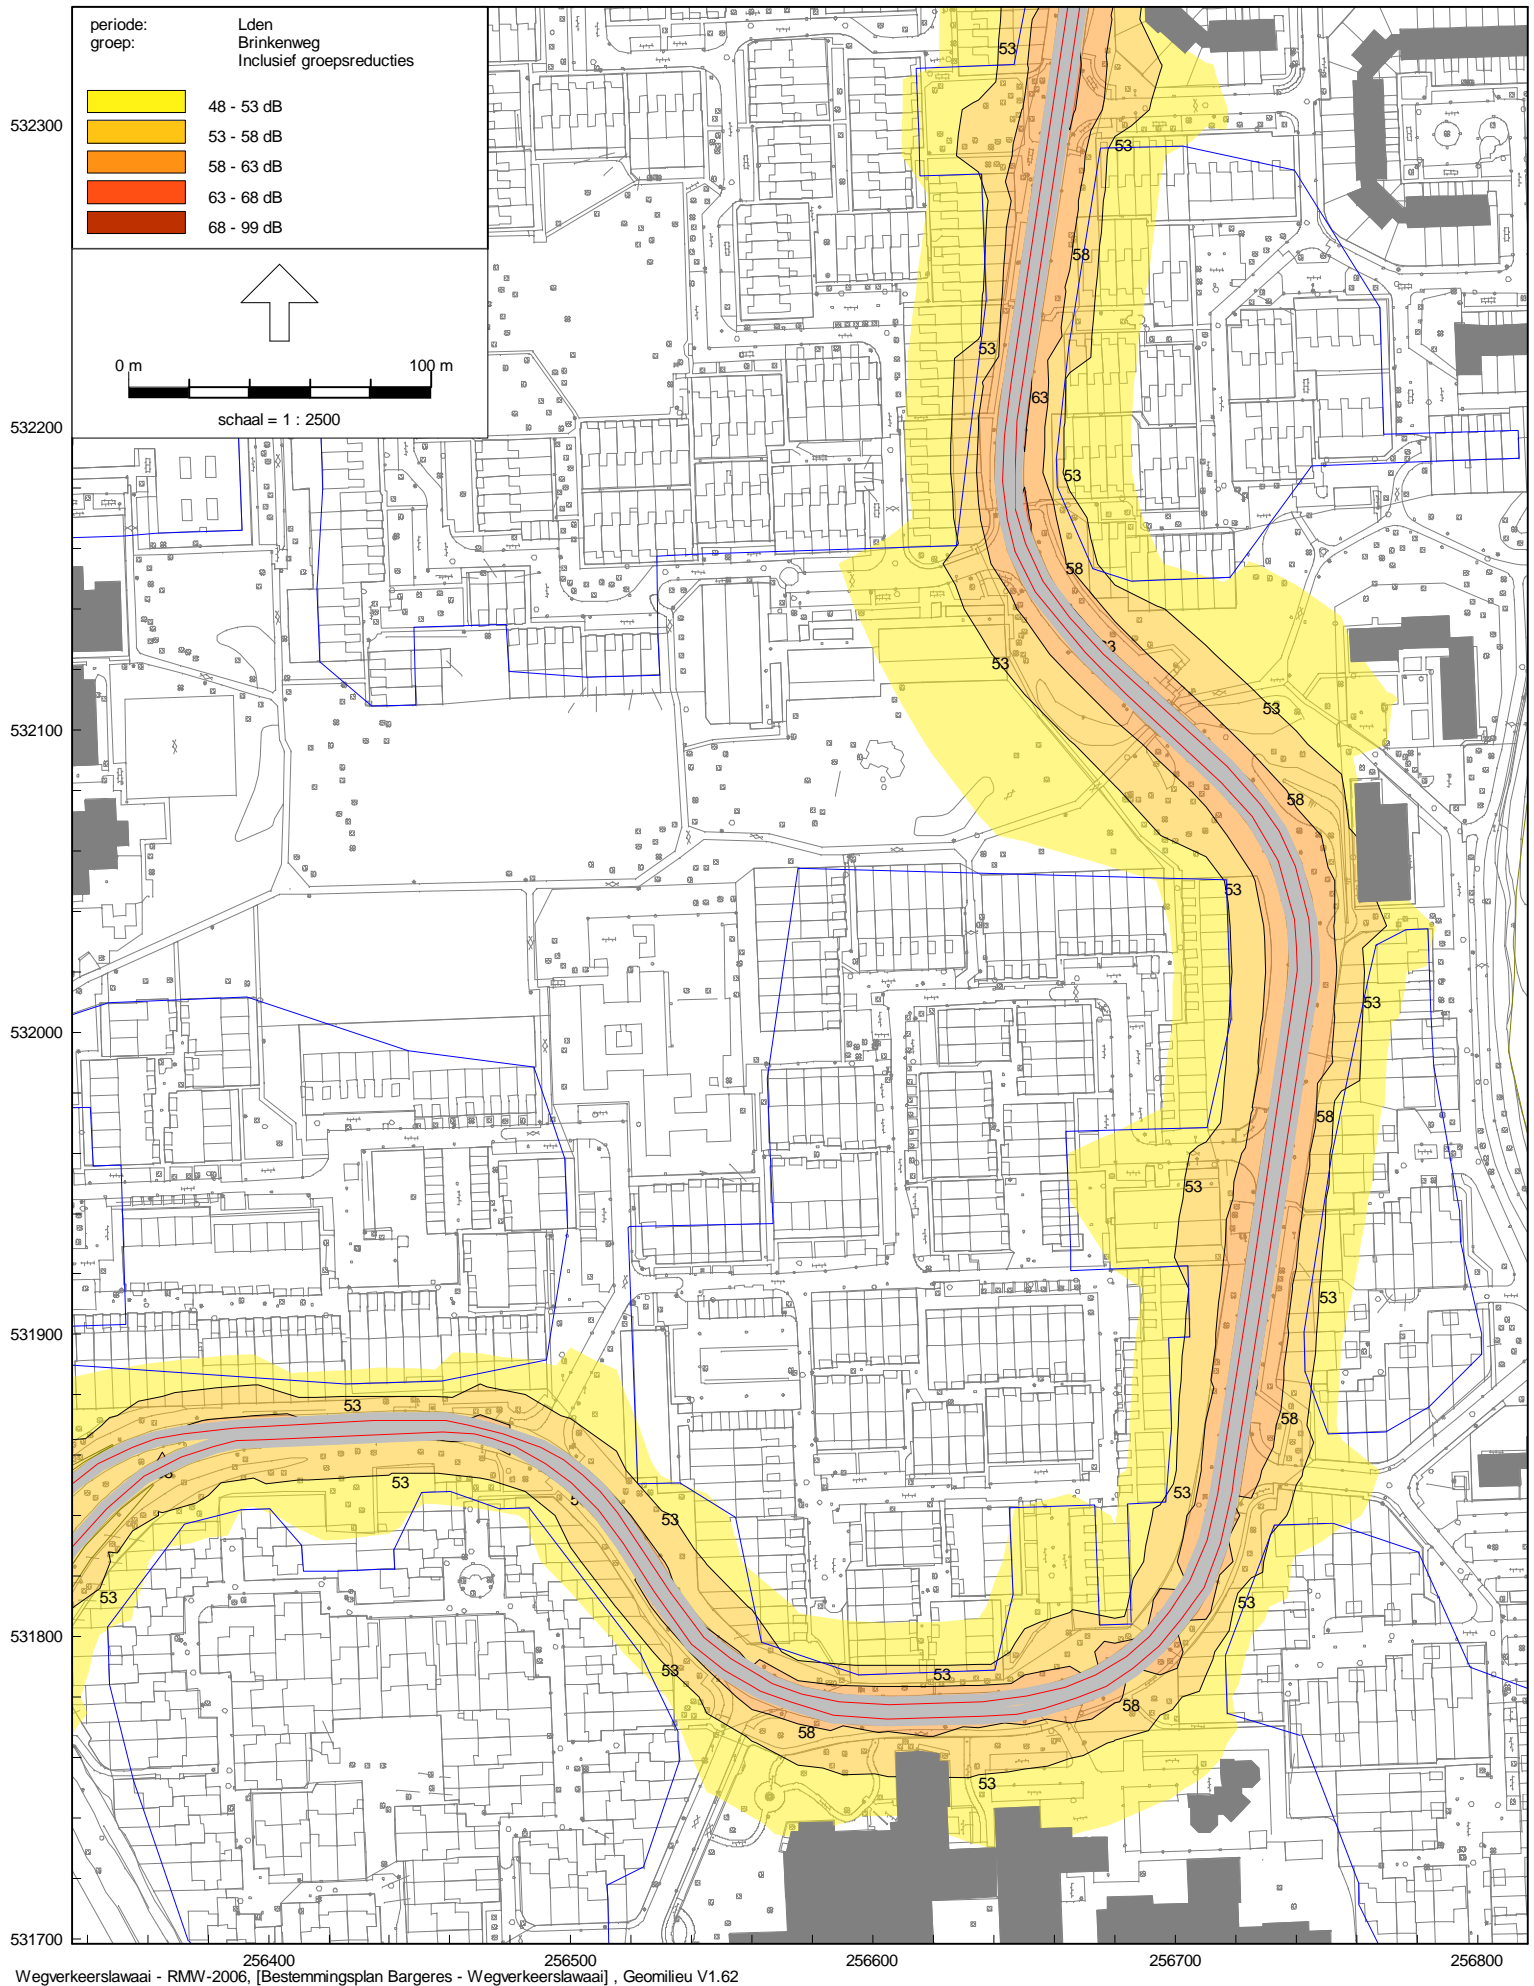 periode: Lden
groep: Brinkenweg
Inclusief groepsreducties
48 - 53 dB
53 - 58 dB
58 - 63 dB
63 - 68 dB
68 - 99 dB
0 m 100 m
schaal = 1 : 2500
53
53
532300
58
53
63
532200
53
58
53
53
532100
58
53
53
532000
58
53
53
531900
53
58
53
53
53
53
53
531800
53
53
58
58
53
531700
256400 256500 256600 256700 256800
Wegverkeerslawaai - RMW-2006, [Bestemmingsplan Bargeres - Wegverkeerslawaai] , Geomilieu V1.62